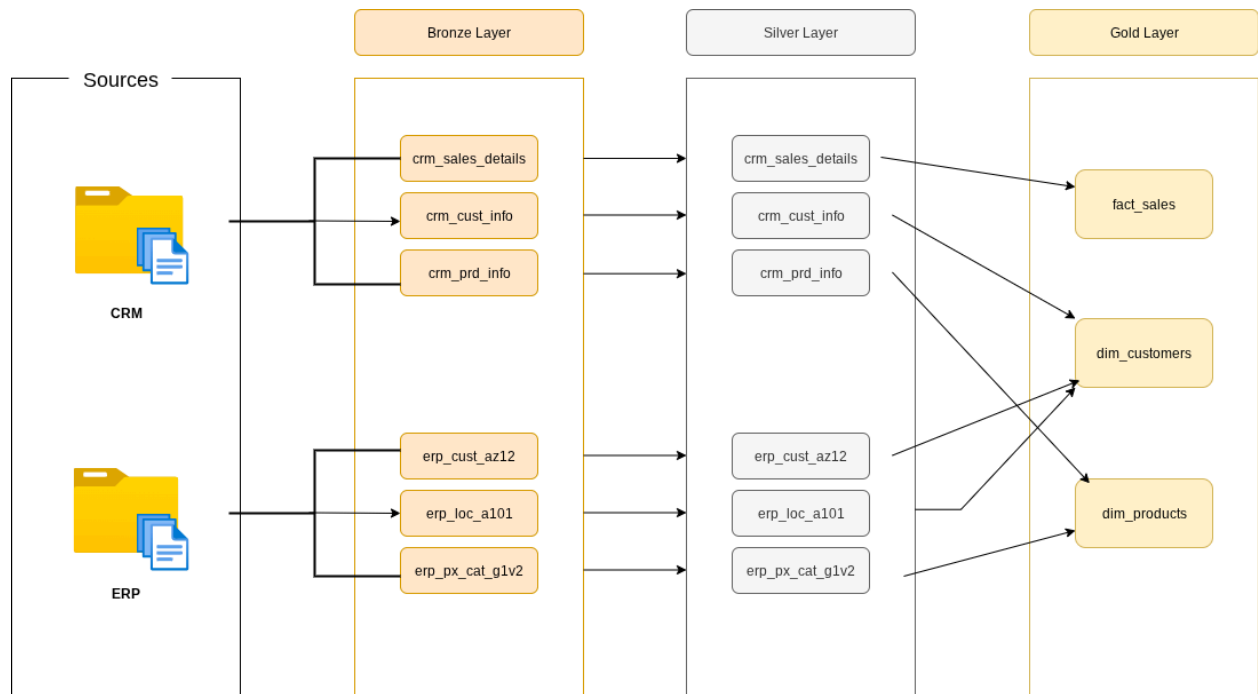 Bronze Layer
Silver Layer
Gold Layer
Sources
CRM
ERP
crm_sales_details
crm_cust_info
crm_prd_info
erp_cust_az12
erp_loc_a101
erp_px_cat_g1v2
crm_sales_details
crm_cust_info
crm_prd_info
erp_cust_az12
erp_loc_a101
erp_px_cat_g1v2
fact_sales
dim_customers
dim_products